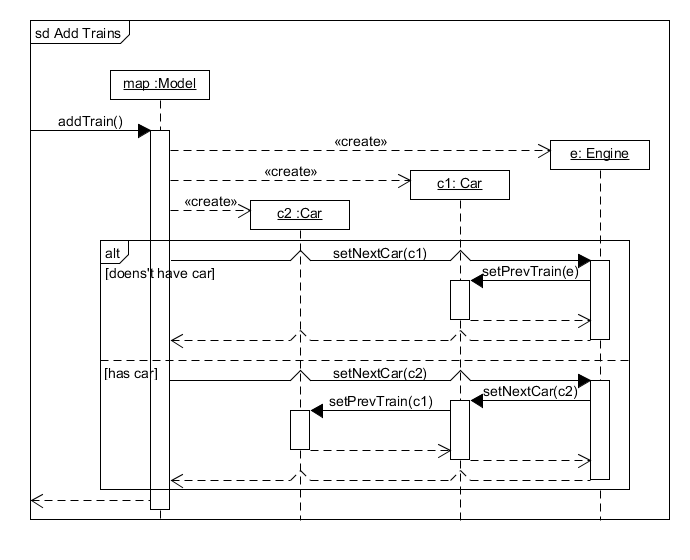 sd Add Trains
map :Model
addTrain()
«create»
e: Engine
«create»
c1: Car
«create»
c2 :Car
alt
setNextCar(c1)
[doens't have car]
setPrevTrain(e)
[has car]
setNextCar(c2)
setNextCar(c2)
setPrevTrain(c1)